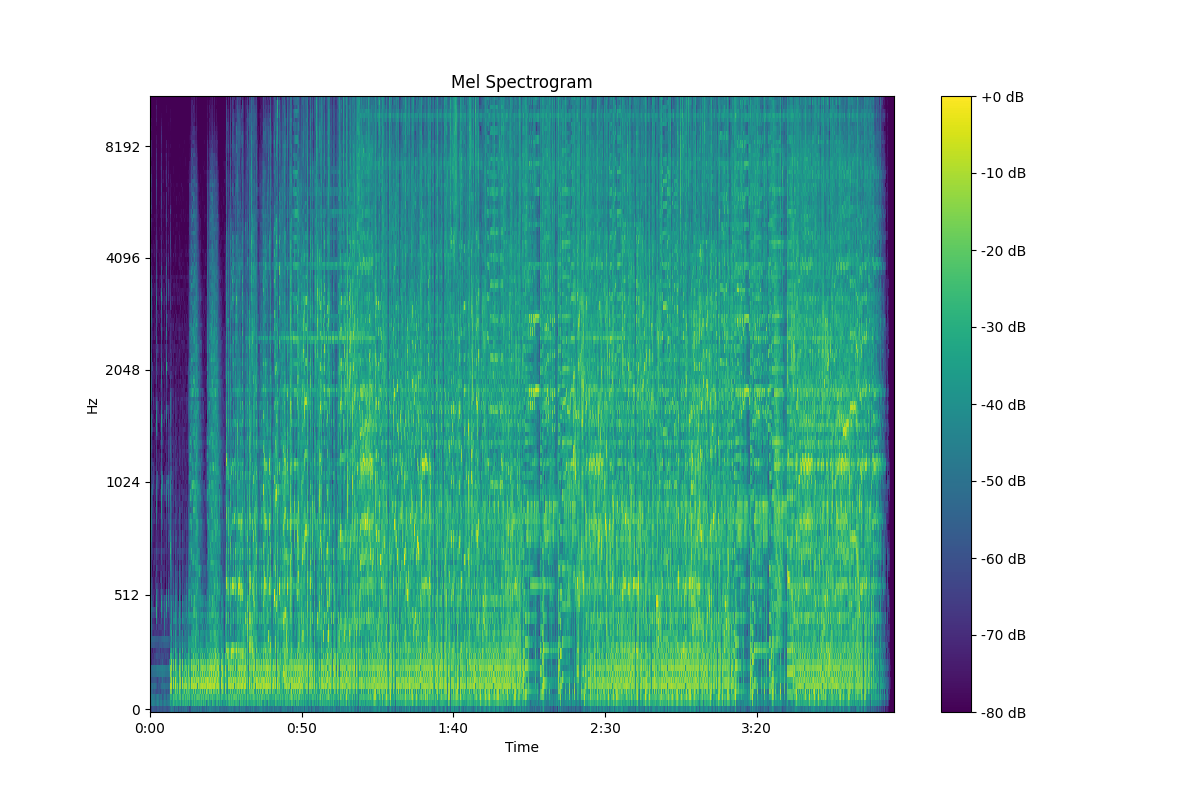 Mel Spectrogram
+0 dB
8192
-10 dB
-20 dB
4096
-30 dB
2048
-40 dB
Hz
1024
-50 dB
-60 dB
512
-70 dB
0
-80 dB
0:00
0:50
1:40
2:30
3:20
Time